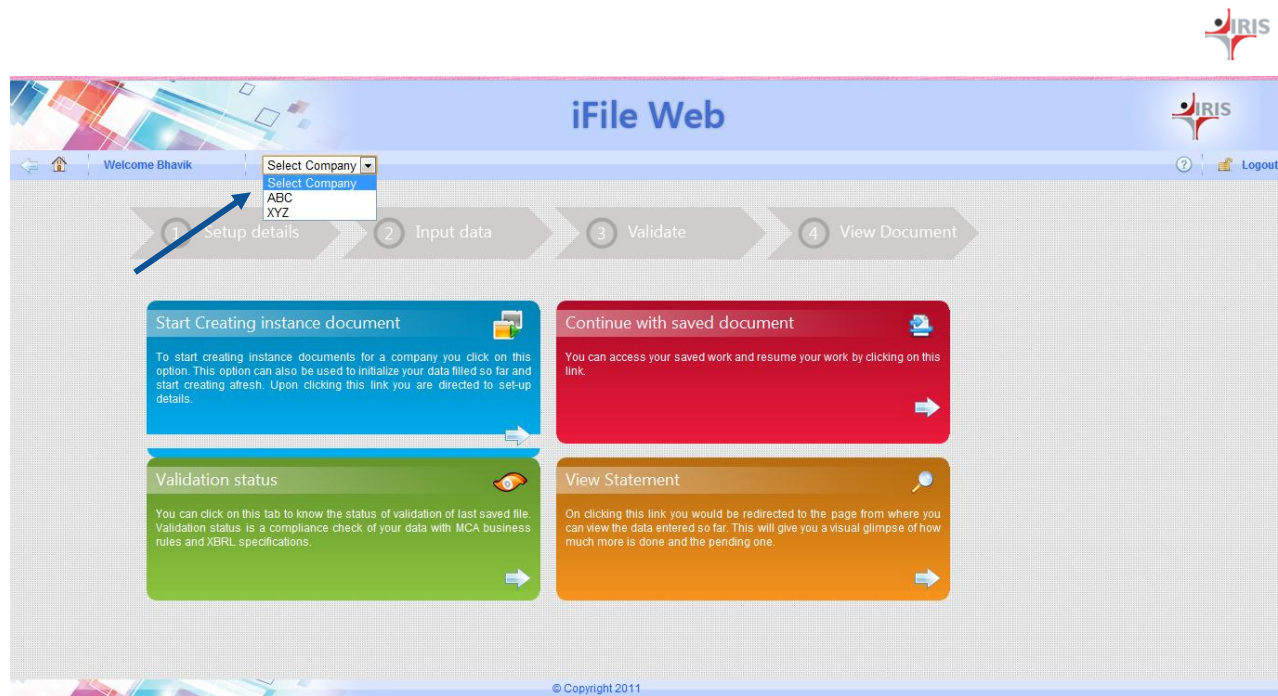 IRIS
iFile Web
IRIS
Welcome Bhavik
Select Company
Logout
Select Company
ABC
XYZ
1 Setup details
2 Input data
3 Validate
4 View Document
Start Creating instance document
To start creating instance documents for a company you click on this
option. This option can also be used to initialize your data filled so far and
start creating afresh. Upon clicking this link you are directed to set-up
details.
Continue with saved document
You can access your saved work and resume your work by clicking on this
link.
Validation status
You can click on this tab to know the status of validation of last saved file.
Validation status is a compliance check of your data with MCA business
rules and XBRL specifications.
View Statement
On clicking this link you would be redirected to the page from where you
can view the data entered so far. This will give you a visual glimpse of how
much more is done and the pending one.
© Copyright 2011